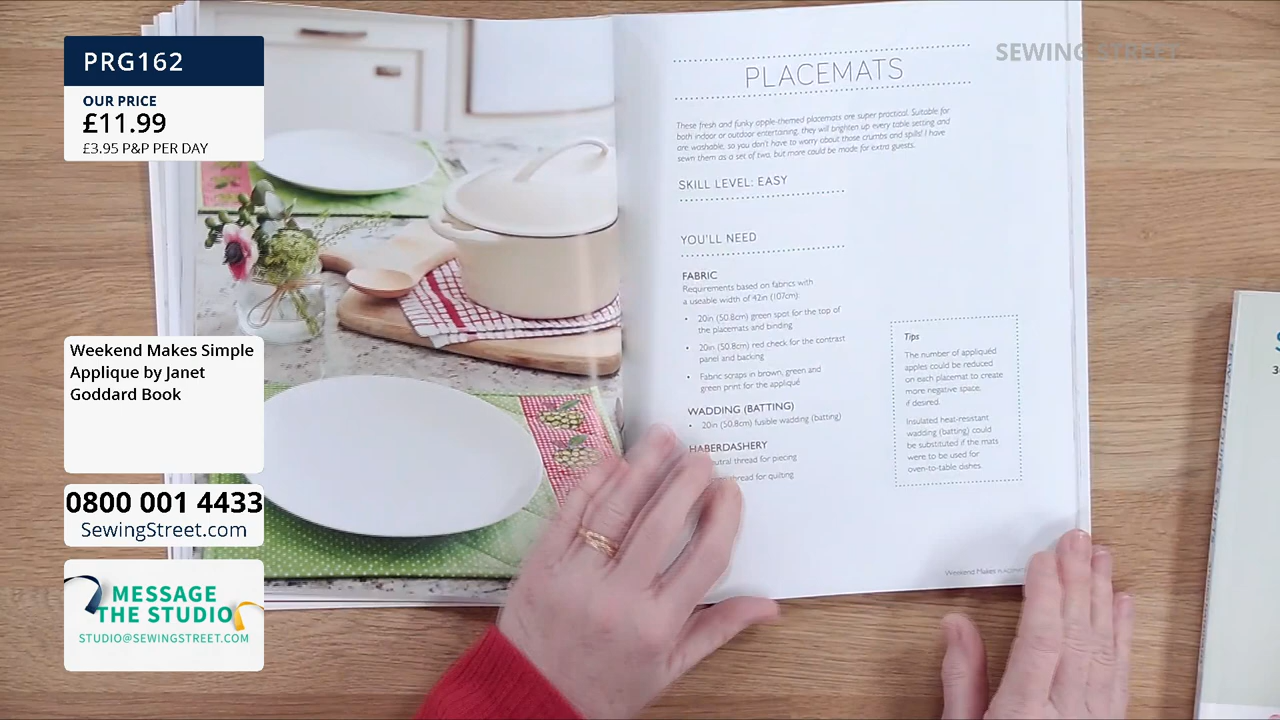 PRG162
OUR PRICE
£11.99
£3.95 P&P PER DAY
Weekend Makes Simple
Applique by Janet
Goddard Book
0800 001 4433
SewingStreet.com
MESSAGE
THE STUDIO
STUDIO@SEWINGSTREET.COM
SEWING STREET
PLACEMATS
These fresh and funky apple-themed placemats are super practical. Suitable for
both indoor or outdoor entertaining, they will brighten up every table setting and
are washable, so you don't have to worry about those crumbs and spills! I have
sewn them as a set of two, but more could be made for extra guests.
SKILL LEVEL: EASY
YOU'LL NEED
FABRIC
Requirements based on fabrics with
a useable width of 42in (107cm):
• 20in (50.8cm) green spot for the top of
the placemats and binding
• 20in (50.8cm) red check for the contrast
panel and backing
• Fabric scraps in brown, green and
green print for the appliqué
WADDING (BATTING)
• 20in (50.8cm) fusible wadding (batting)
HABERDASHERY
thread for piecing
thread for quilting
Tips
The number of appliquéd
apples could be reduced
on each placemat to create
more negative space,
if desired.
Insulated heat-resistant
wadding (batting) could
be substituted if the mats
were to be used for
oven-to-table dishes.
Weekend Makes
S
3